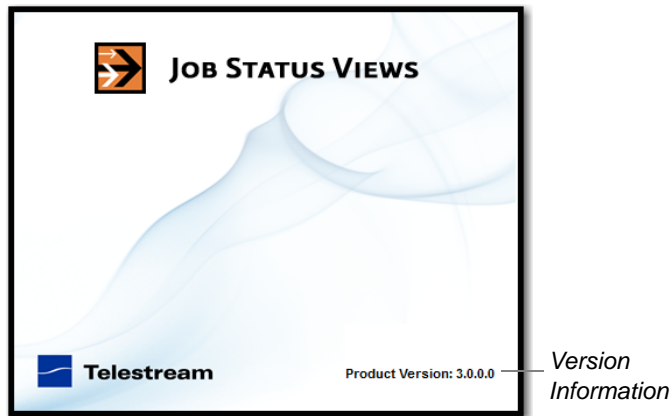 JOB STATUS VIEWS
Telestream
Product Version: 3.0.0.0
Version
Information